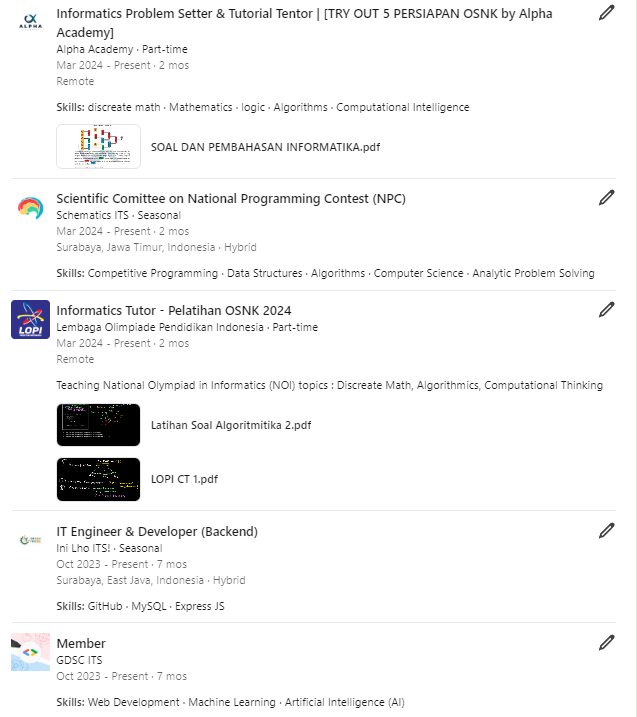 Informatics Problem Setter & Tutorial Tentor | [TRY OUT 5 PERSIAPAN OSNK by Alpha
Academy]
ALPHA
Alpha Academy · Part-time
Mar 2024 - Present · 2 mos
Remote
Skills: discreate math · Mathematics · logic · Algorithms · Computational Intelligence
SOAL DAN PEMBAHASAN INFORMATIKA.pdf
Scientific Comittee on National Programming Contest (NPC)
Schematics ITS · Seasonal
Mar 2024 - Present · 2 mos
Surabaya, Jawa Timur, Indonesia · Hybrid
Skills: Competitive Programming · Data Structures · Algorithms · Computer Science · Analytic Problem Solving
Informatics Tutor - Pelatihan OSNK 2024
LOPI
Lembaga Olimpiade Pendidikan Indonesia · Part-time
Mar 2024 - Present · 2 mos
Remote
Teaching National Olympiad in Informatics (NOI) topics : Discreate Math, Algorithmics, Computational Thinking
Latihan Soal Algoritmitika 2.pdf
LOPI CT 1.pdf
IT Engineer & Developer (Backend)
Ini Lho ITS! · Seasonal
Oct 2023 - Present · 7 mos
Surabaya, East Java, Indonesia · Hybrid
Skills: GitHub · MySQL · Express JS
Member
GDSC ITS
Oct 2023 - Present · 7 mos
Skills: Web Development · Machine Learning · Artificial Intelligence (AI)